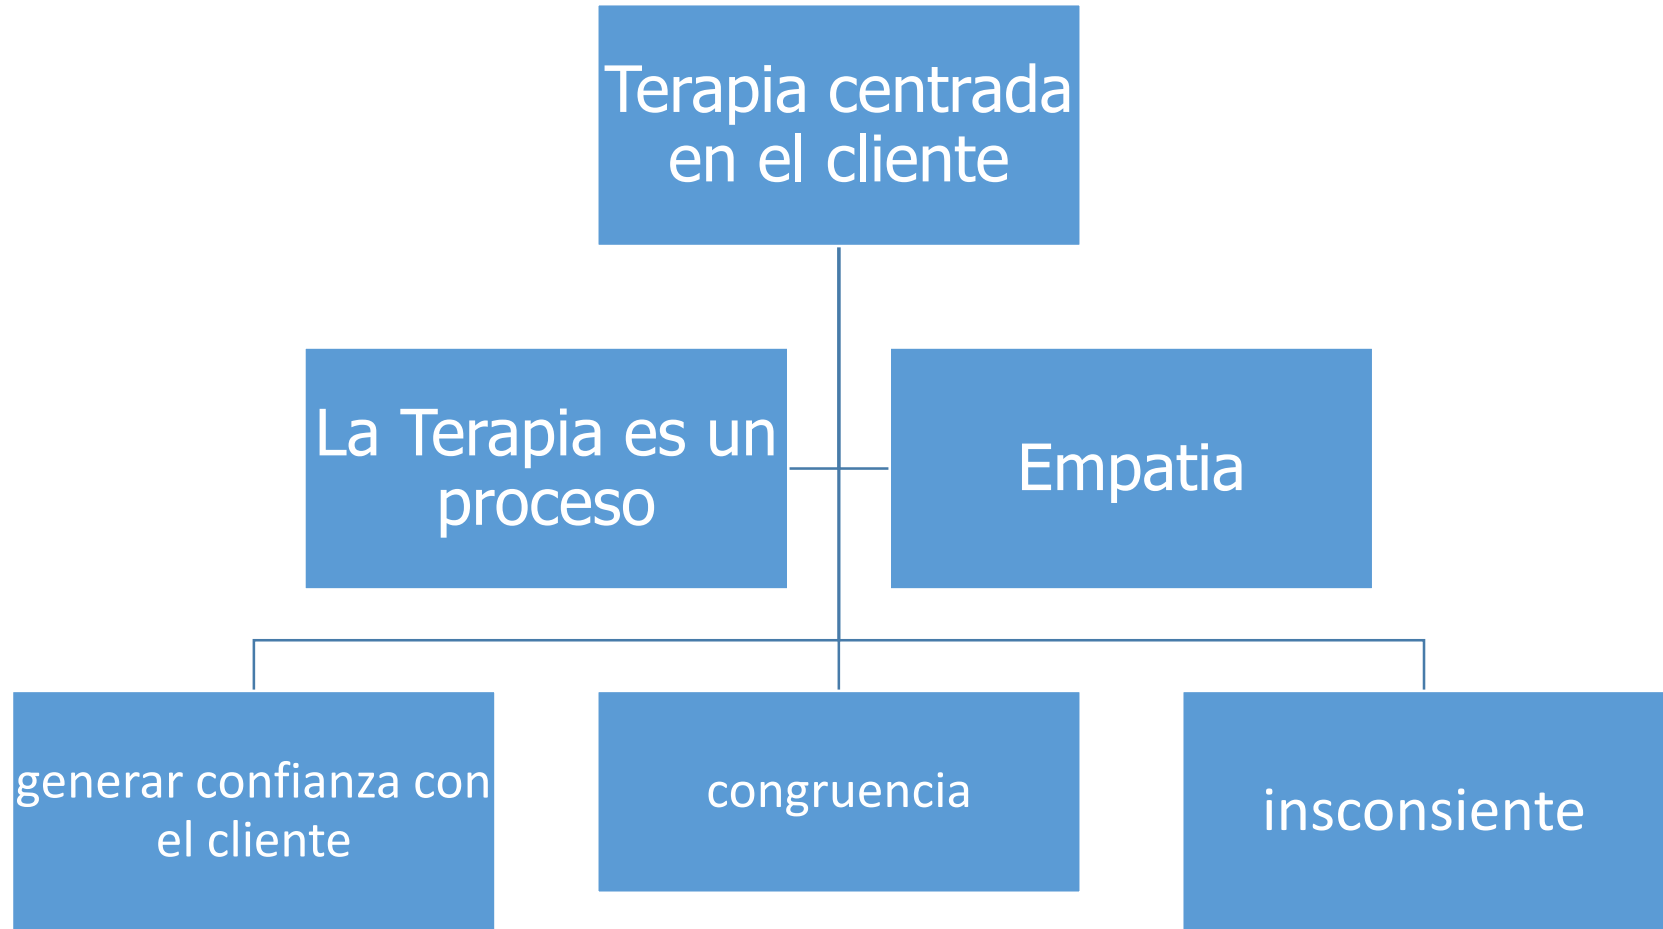 Terapia centrada
en el cliente
La Terapia es un
proceso
Empatia
generar confianza con
el cliente
congruencia
insconsiente